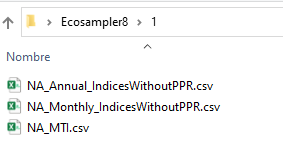 Ecosampler8 > 1
Nombre
NA_Annual_IndicesWithoutPPR.csv
NA_Monthly_IndicesWithoutPPR.csv
NA_MTI.csv